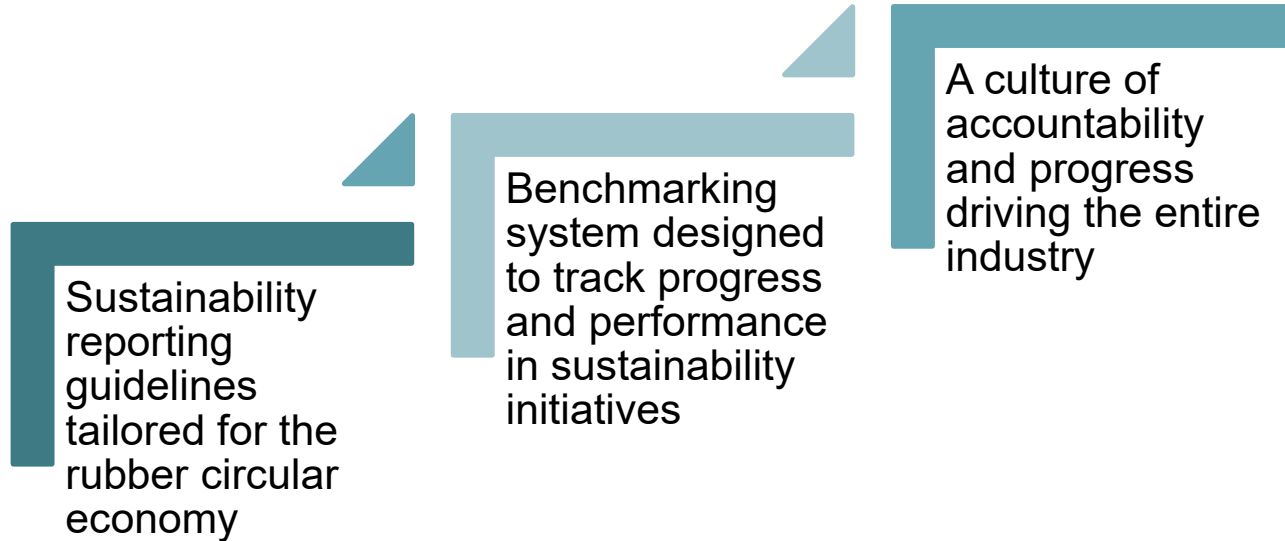 Sustainability
reporting
guidelines
tailored for the
rubber circular
economy
Benchmarking
system designed
to track progress
and performance
in sustainability
initiatives
A culture of
accountability
and progress
driving the entire
industry